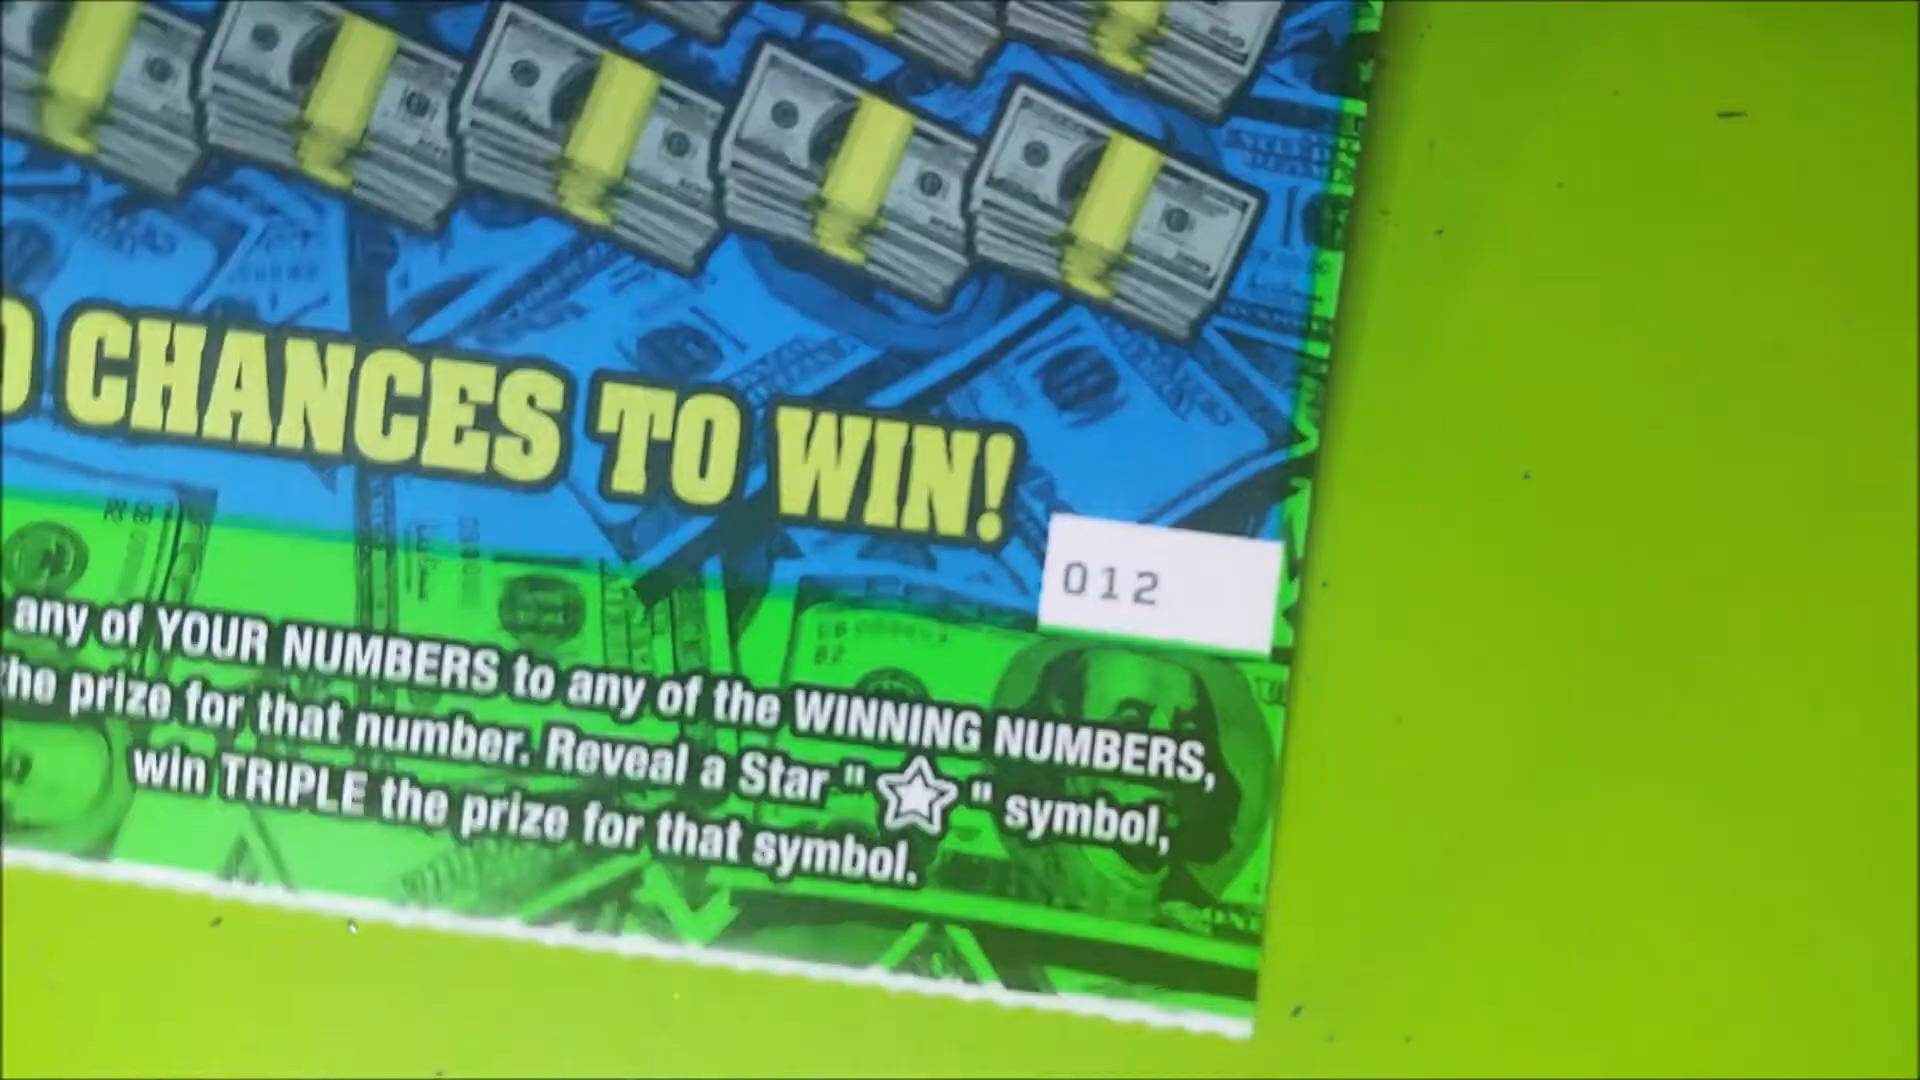 CHANCES TO WIN!
012
any of YOUR NUMBERS to any of the WINNING NUMBERS,
the prize for that number. Reveal a Star "☆" symbol,
win TRIPLE the prize for that symbol.